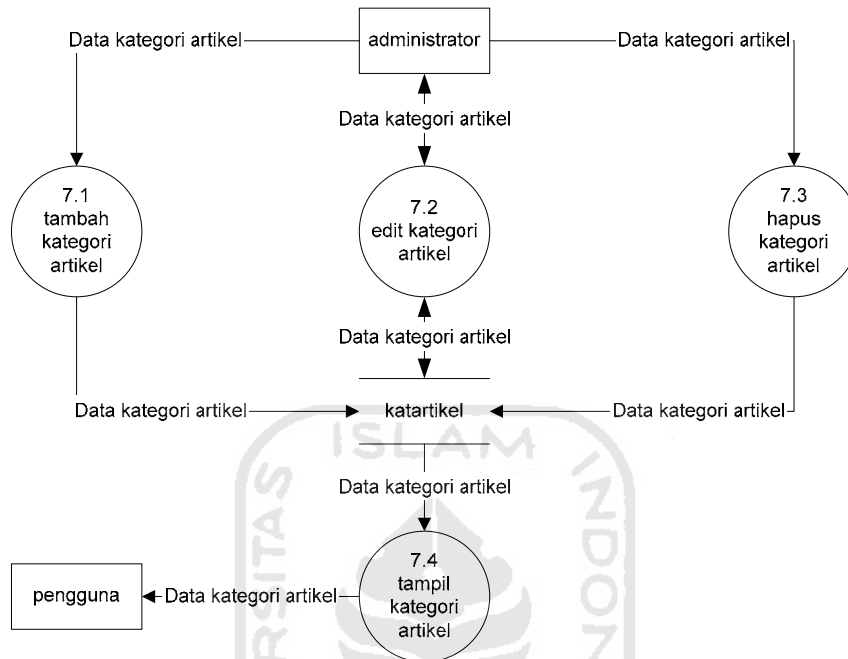 Data kategori artikel
administrator
Data kategori artikel
Data kategori artikel
7.1
tambah
kategori
artikel
7.2
edit kategori
artikel
7.3
hapus
kategori
artikel
Data kategori artikel
Data kategori artikel
katartikel
Data kategori artikel
ISLAM
Data kategori artikel
7.4
tampil
kategori
artikel
pengguna
Data kategori artikel